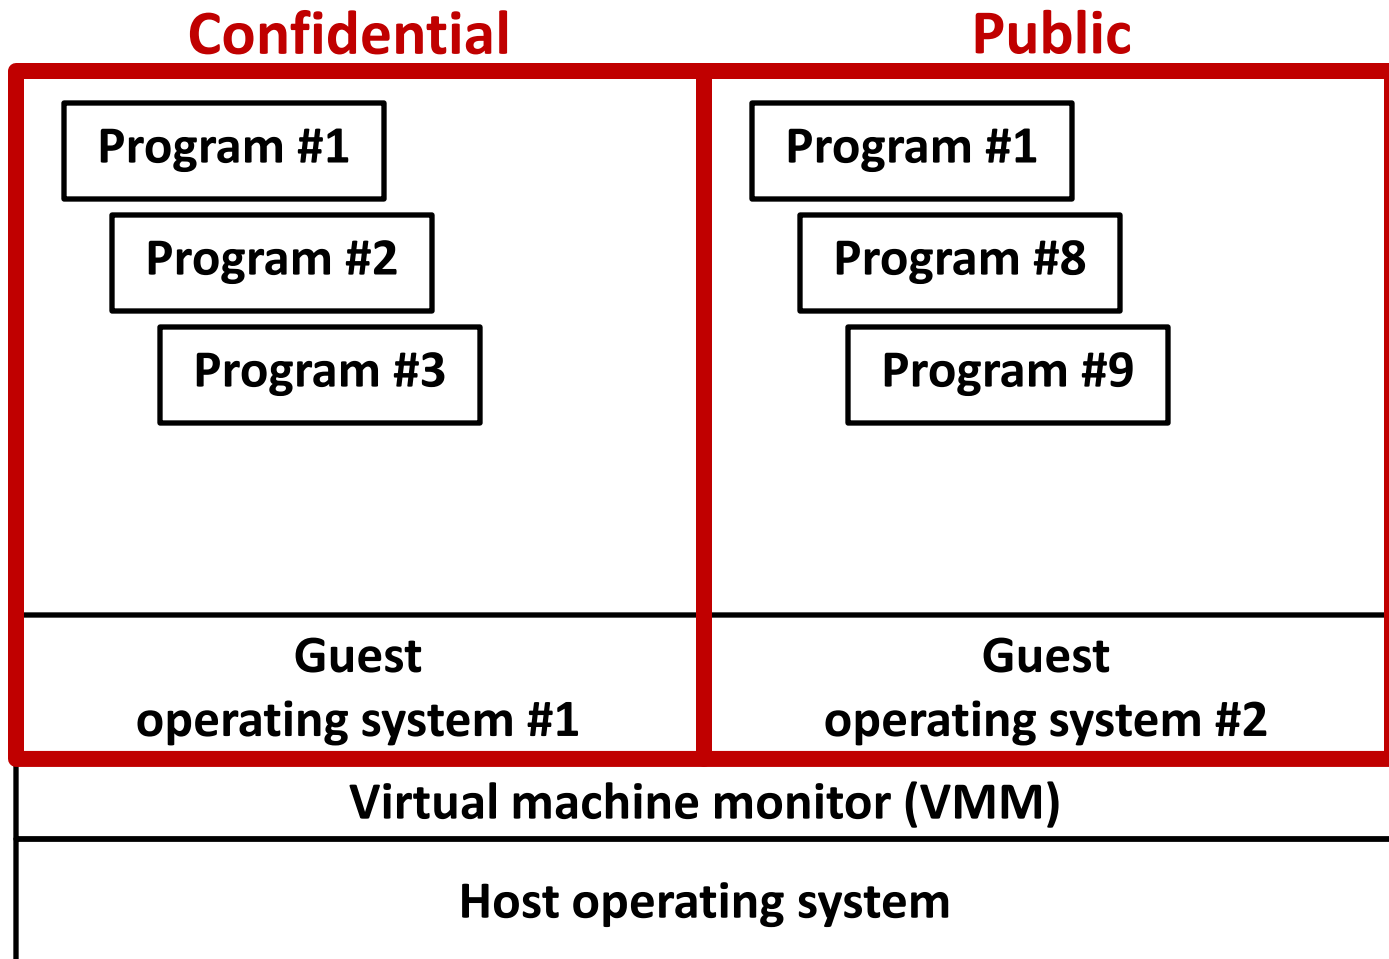 Confidential
Public
Program #1
Program #2
Program #3
Program #1
Program #8
Program #9
Guest
operating system #1
Guest
operating system #2
Virtual machine monitor (VMM)
Host operating system